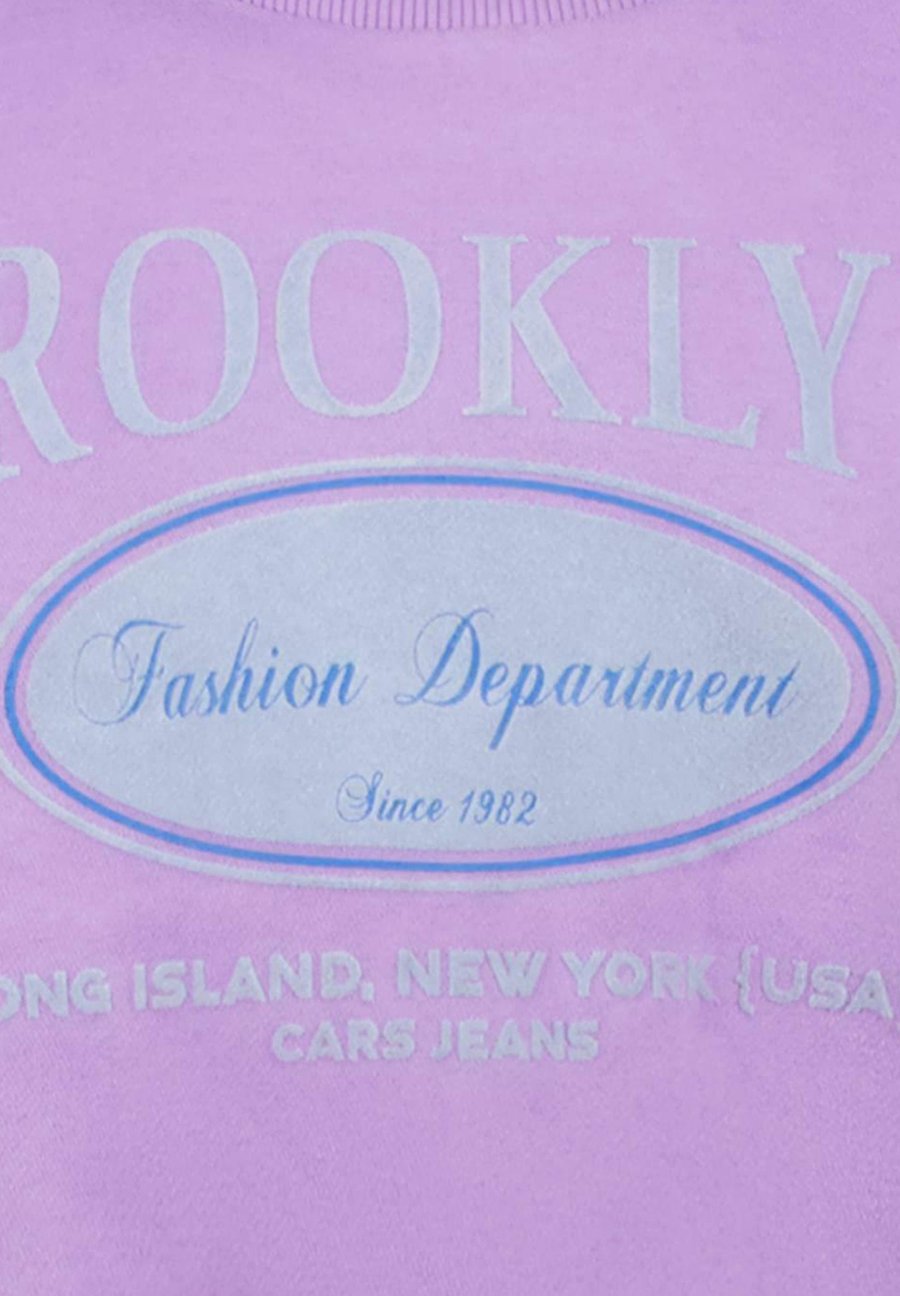 ROOKLY
Fashion Department
Since 1982
ONG ISLAND, NEW YORK {USA
CARS JEANS